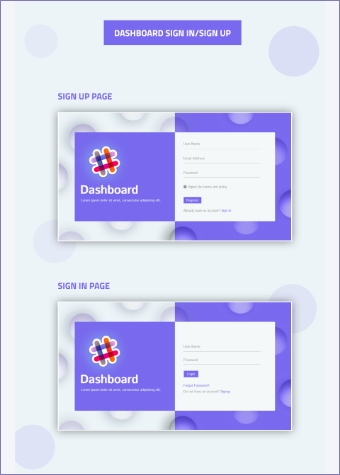 DASHBOARD SIGN IN/SIGN UP
SIGN UP PAGE
User Name
Email Address
Password
I agree the terms and policy
Register
Already have an account? Sign in
Dashboard
Lorem ipsum dolor sit amet, consectetur adipiscing elit.
SIGN IN PAGE
User Name
Password
Login
Forgot Password?
Don't have an account? Signup
Dashboard
Lorem ipsum dolor sit amet, consectetur adipiscing elit.